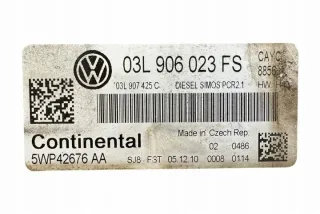 03L 906 023 FS
CAYC
03L 907 425 C
DIESEL SIMOS PCR2.1
Continental
5WP42676 AA
Made in Czech Rep.
02 0486
SJ8 FST 05.12.10 0008 0114